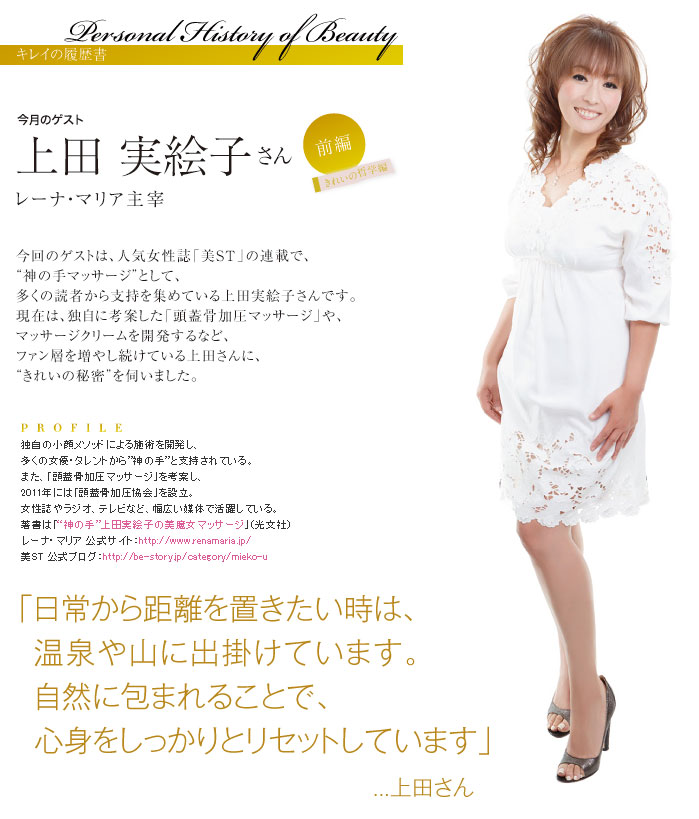 Personal History of Beauty
キレイの履歴書
今月のゲスト
上田 実絵子さん
前編
きれいの哲学編
レーナ・マリア主宰
今回のゲストは、人気女性誌「美ST」の連載で、
“神の手マッサージ”として、
多くの読者から支持を集めている上田実絵子さんです。
現在は、独自に考案した「頭蓋骨加圧マッサージ」や、
マッサージクリームを開発するなど、
ファン層を増やし続けている上田さんに、
“きれいの秘密”を伺いました。
PROFILE
独自の小顔メソッドによる施術を開発し、
多くの女優・タレントから”神の手”と支持されている。
また、「頭蓋骨加圧マッサージ」を考案し、
2011年には「頭蓋骨加圧協会」を設立。
女性誌やラジオ、テレビなど、幅広い媒体で活躍している。
著書は「“神の手”上田実絵子の美魔女マッサージ」(光文社)
レーナ・マリア 公式サイト:http://www.renamaria.jp/
美ST 公式ブログ:http://be-story.jp/category/mieko-u
「日常から距離を置きたい時は、
温泉や山に出掛けています。
自然に包まれることで、
心身をしっかりとリセットしています」
…上田さん